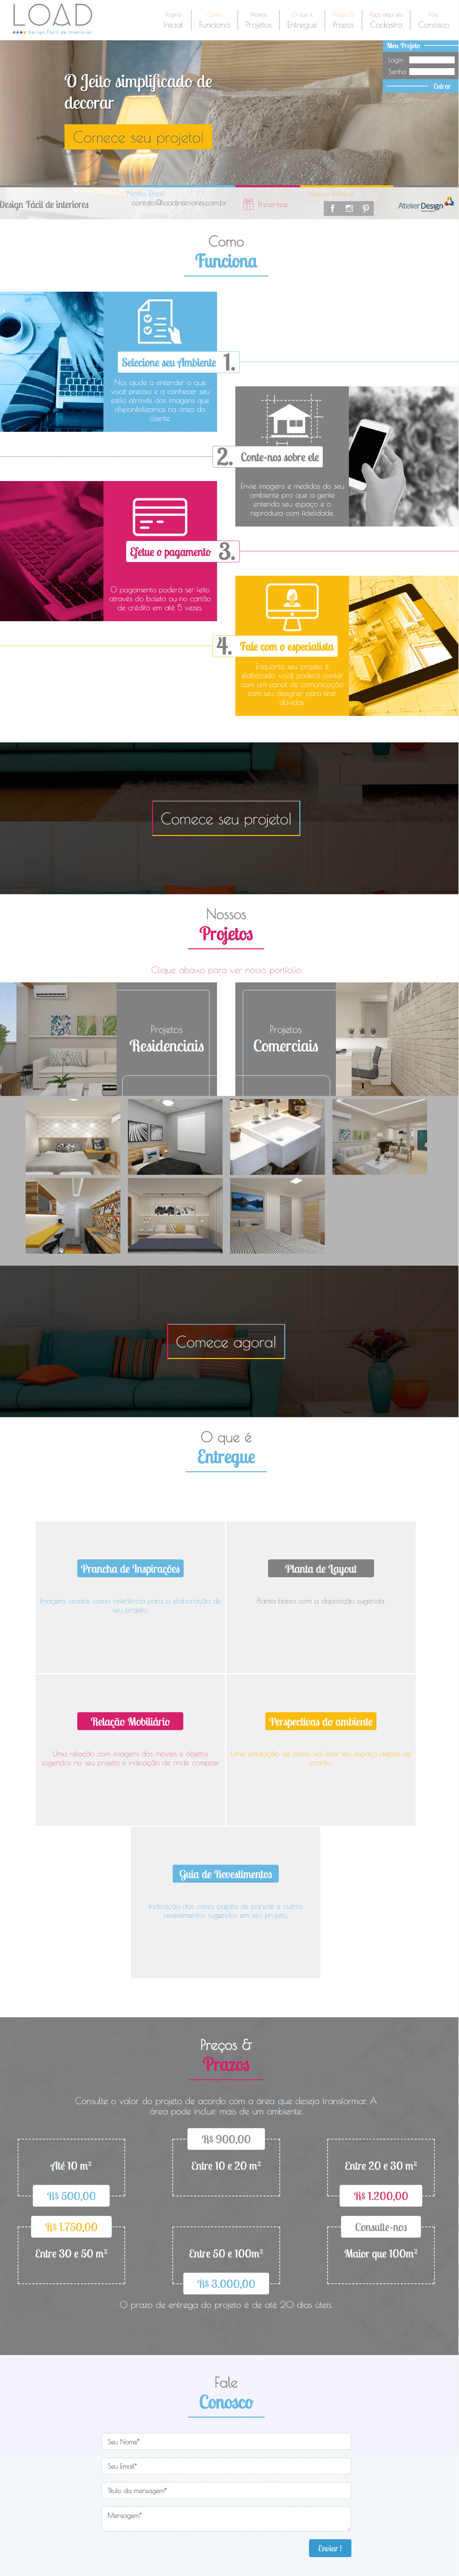 LOAD
Design Fácil de Interiores
Página Inicial
Como Funciona
Nossos Projetos
O que é Entregue
Preços & Prazos
Faça aqui seu Cadastro
Fale Conosco
Meu Projeto
Login
Senha
Entrar
O Jeito simplificado de
decorar
Comece seu projeto!
Design Fácil de interiores
Nosso Email
contato@loadinteriores.com.br
Presenteie
AtelierDesign
Como
Funciona
Selecione seu Ambiente 1.
Nos ajude a entender o que
você precisa e a conhecer seu
estilo através das imagens que
disponibilizamos na área do
cliente.
2. Conte-nos sobre ele
Envie imagens e medidas do seu
ambiente pra que a gente
entenda seu espaço e o
reproduza com fidelidade.
Efetue o pagamento 3.
O pagamento poderá ser feito
através do boleto ou no cartão
de crédito em até 5 vezes.
4. Fale com o especialista
Enquanto seu projeto é
elaborado, você poderá contar
com um canal de comunicação
com seu designer para tirar
dúvidas.
Comece seu projeto!
Nossos
Projetos
Clique abaixo para ver nosso portfolio
Projetos
Residenciais
Projetos
Comerciais
Comece agora!
O que é
Entregue
Prancha de Inspirações
Imagens usadas como referência para a elaboração de
seu projeto.
Planta de Layout
Planta baixa com a disposição sugerida.
Relação Mobiliário
Uma relação com imagens dos móveis e objetos
sugeridos no seu projeto e indicação de onde comprar.
Perspectivas do ambiente
Uma simulação de como vai ficar seu espaço depois de
pronto.
Guia de Revestimentos
Indicação das cores, papeis de parede e outros
revestimentos sugeridos em seu projeto.
Preços &
Prazos
Consulte o valor do projeto de acordo com a área que deseja transformar. A
área pode incluir mais de um ambiente.
Até 10 m²
R$ 500,00
R$ 900,00
Entre 10 e 20 m²
Entre 20 e 30 m²
R$ 1.200,00
R$ 1.750,00
Entre 30 e 50 m²
Entre 50 e 100m²
R$ 3.000,00
Consulte-nos
Maior que 100m²
O prazo de entrega do projeto é de até 20 dias úteis.
Fale
Conosco
Seu Nome*
Seu Email*
Título da mensagem*
Mensagem*
Enviar !